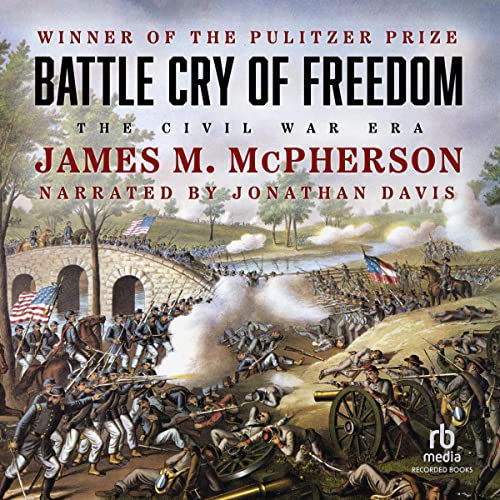 WINNER OF THE PULITZER PRIZE
BATTLE CRY OF FREEDOM
THE CIVIL WAR ERA
JAMES M. McPHERSON
NARRATED BY JONATHAN DAVIS
rb
media
RECORDED BOOKS